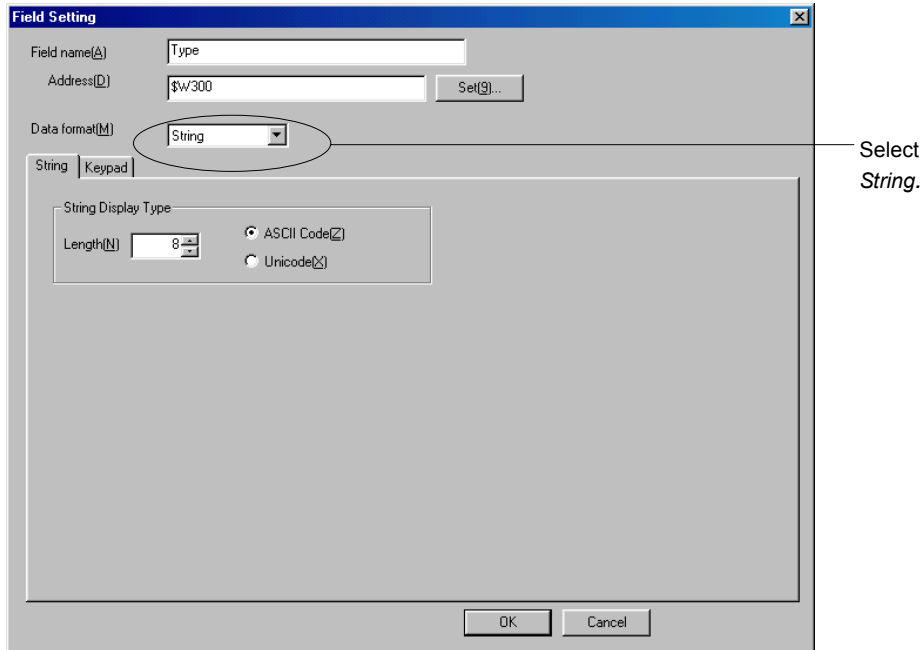 Field Setting
Field name(A) Type
Address(D) $W300 Set(9)...
Data format(M) String
Select
String.
String Keypad
String Display Type
Length(N) 8 ASCII Code(Z)
Unicode(X)
OK Cancel